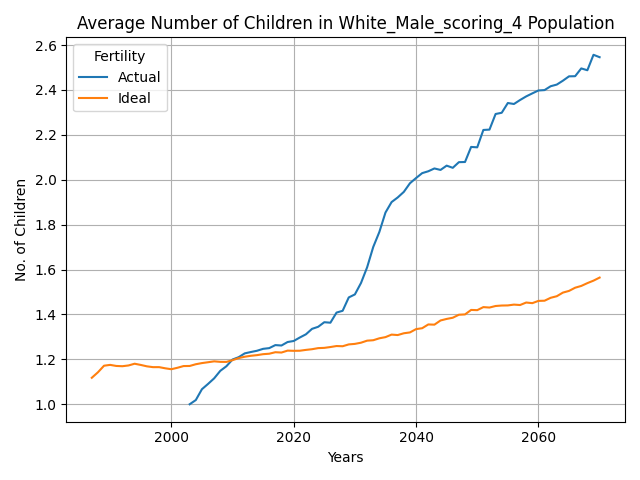 Average Number of Children in White_Male_scoring_4 Population
Fertility
Actual
Ideal
No. of Children
2.6
2.4
2.2
2.0
1.8
1.6
1.4
1.2
1.0
2000 2020 2040 2060
Years